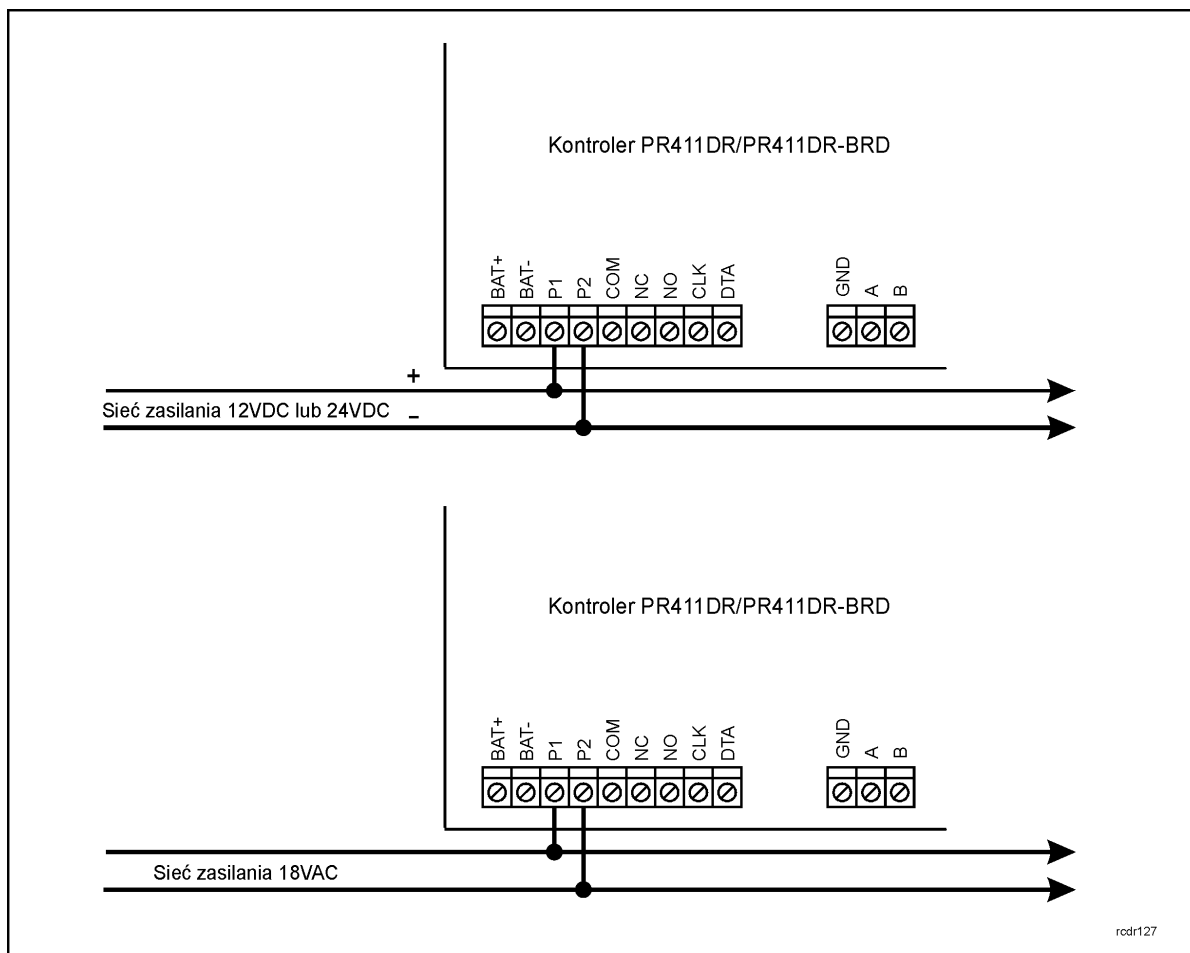 Kontroler PR411DR/PR411DR-BRD
BAT+ BAT- P1 P2 COM NC NO CLK DTA GND A B
+
Sieć zasilania 12VDC lub 24VDC –
Kontroler PR411DR/PR411DR-BRD
BAT+ BAT- P1 P2 COM NC NO CLK DTA GND A B
Sieć zasilania 18VAC
rcdr127